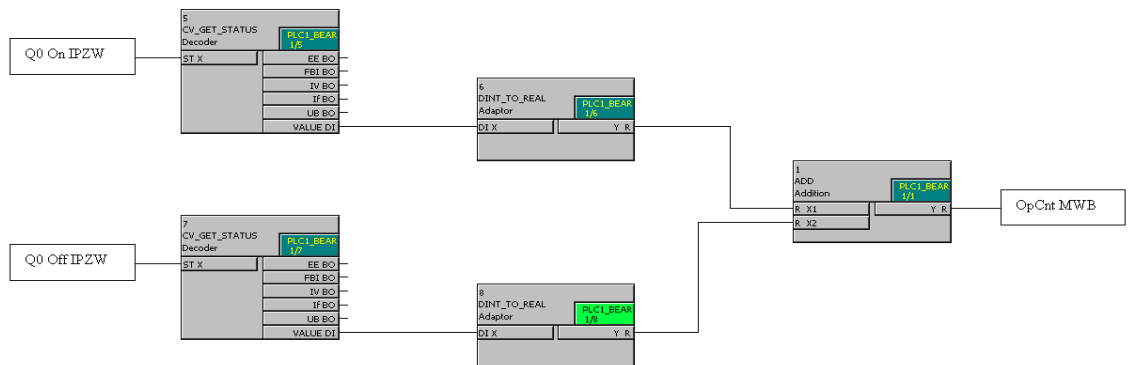 Q0 On IPZW
5
CV_GET_STATUS
Decoder
PLC1_BEAR
1/5
ST X
EE BO
FBI BO
IV BO
If BO
UB BO
VALUE DI
6
DINT_TO_REAL
Adaptor
PLC1_BEAR
1/6
DI X
Y R
Q0 Off IPZW
7
CV_GET_STATUS
Decoder
PLC1_BEAR
1/7
ST X
EE BO
FBI BO
IV BO
If BO
UB BO
VALUE DI
8
DINT_TO_REAL
Adaptor
PLC1_BEAR
1/8
DI X
Y R
1
ADD
Addition
PLC1_BEAR
1/1
R X1
Y R
R X2
OpCnt MWB